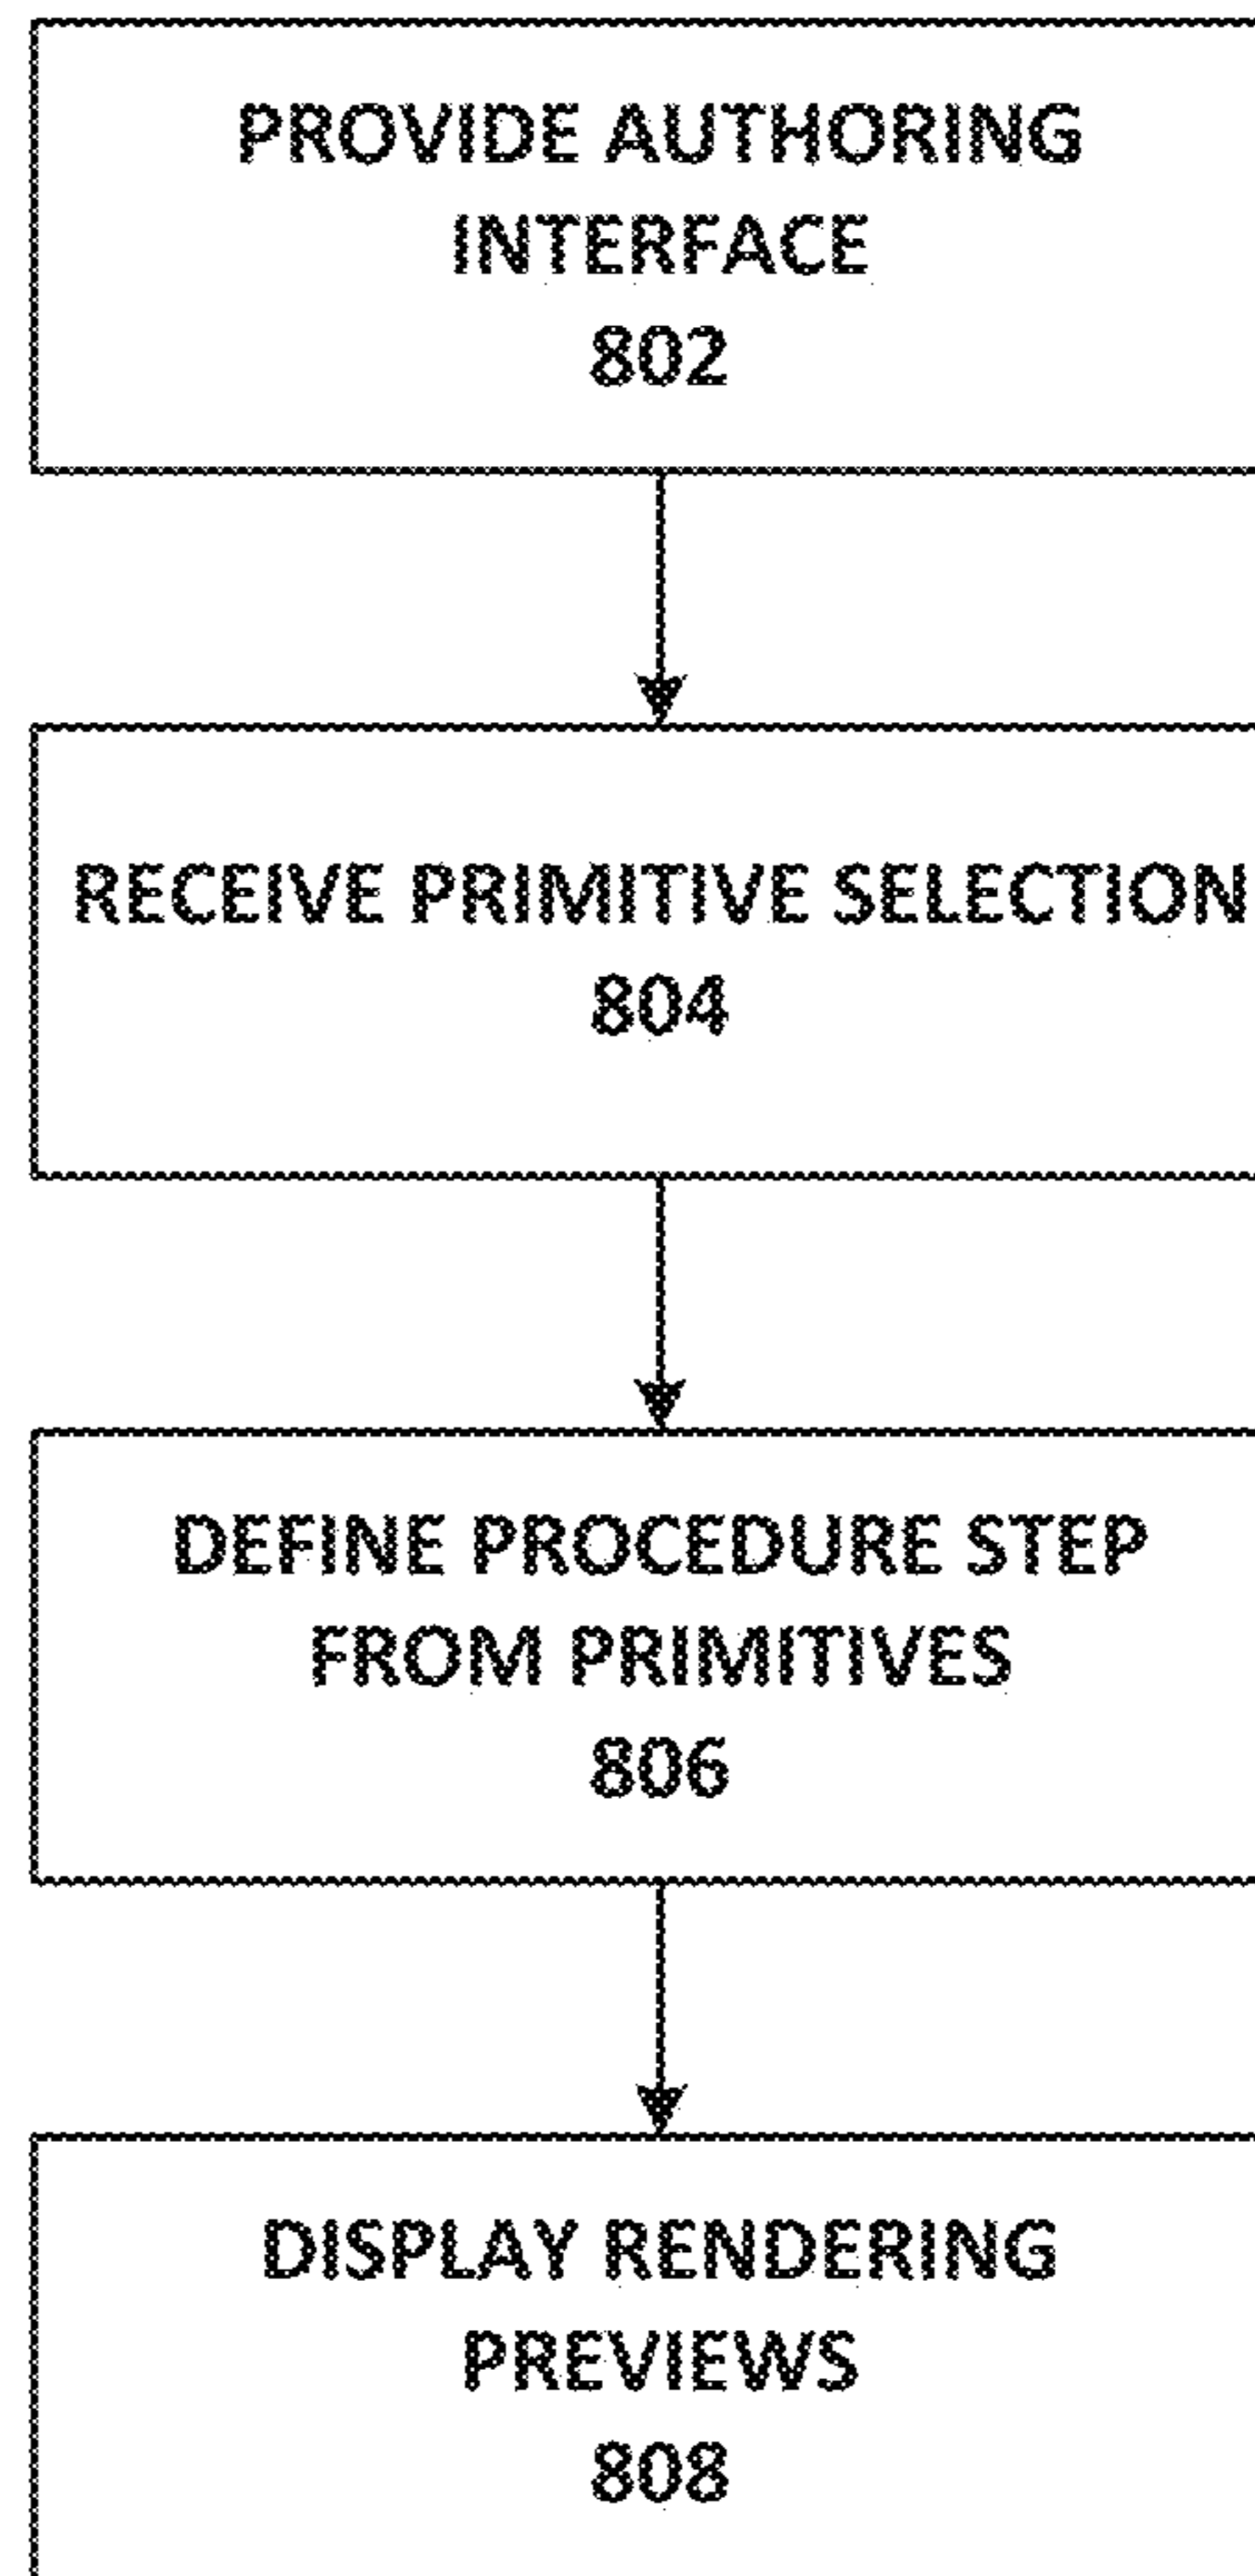 PROVIDE AUTHORING
INTERFACE
802
RECEIVE PRIMITIVE SELECTION
804
DEFINE PROCEDURE STEP
FROM PRIMITIVES
806
DISPLAY RENDERING
PREVIEWS
808